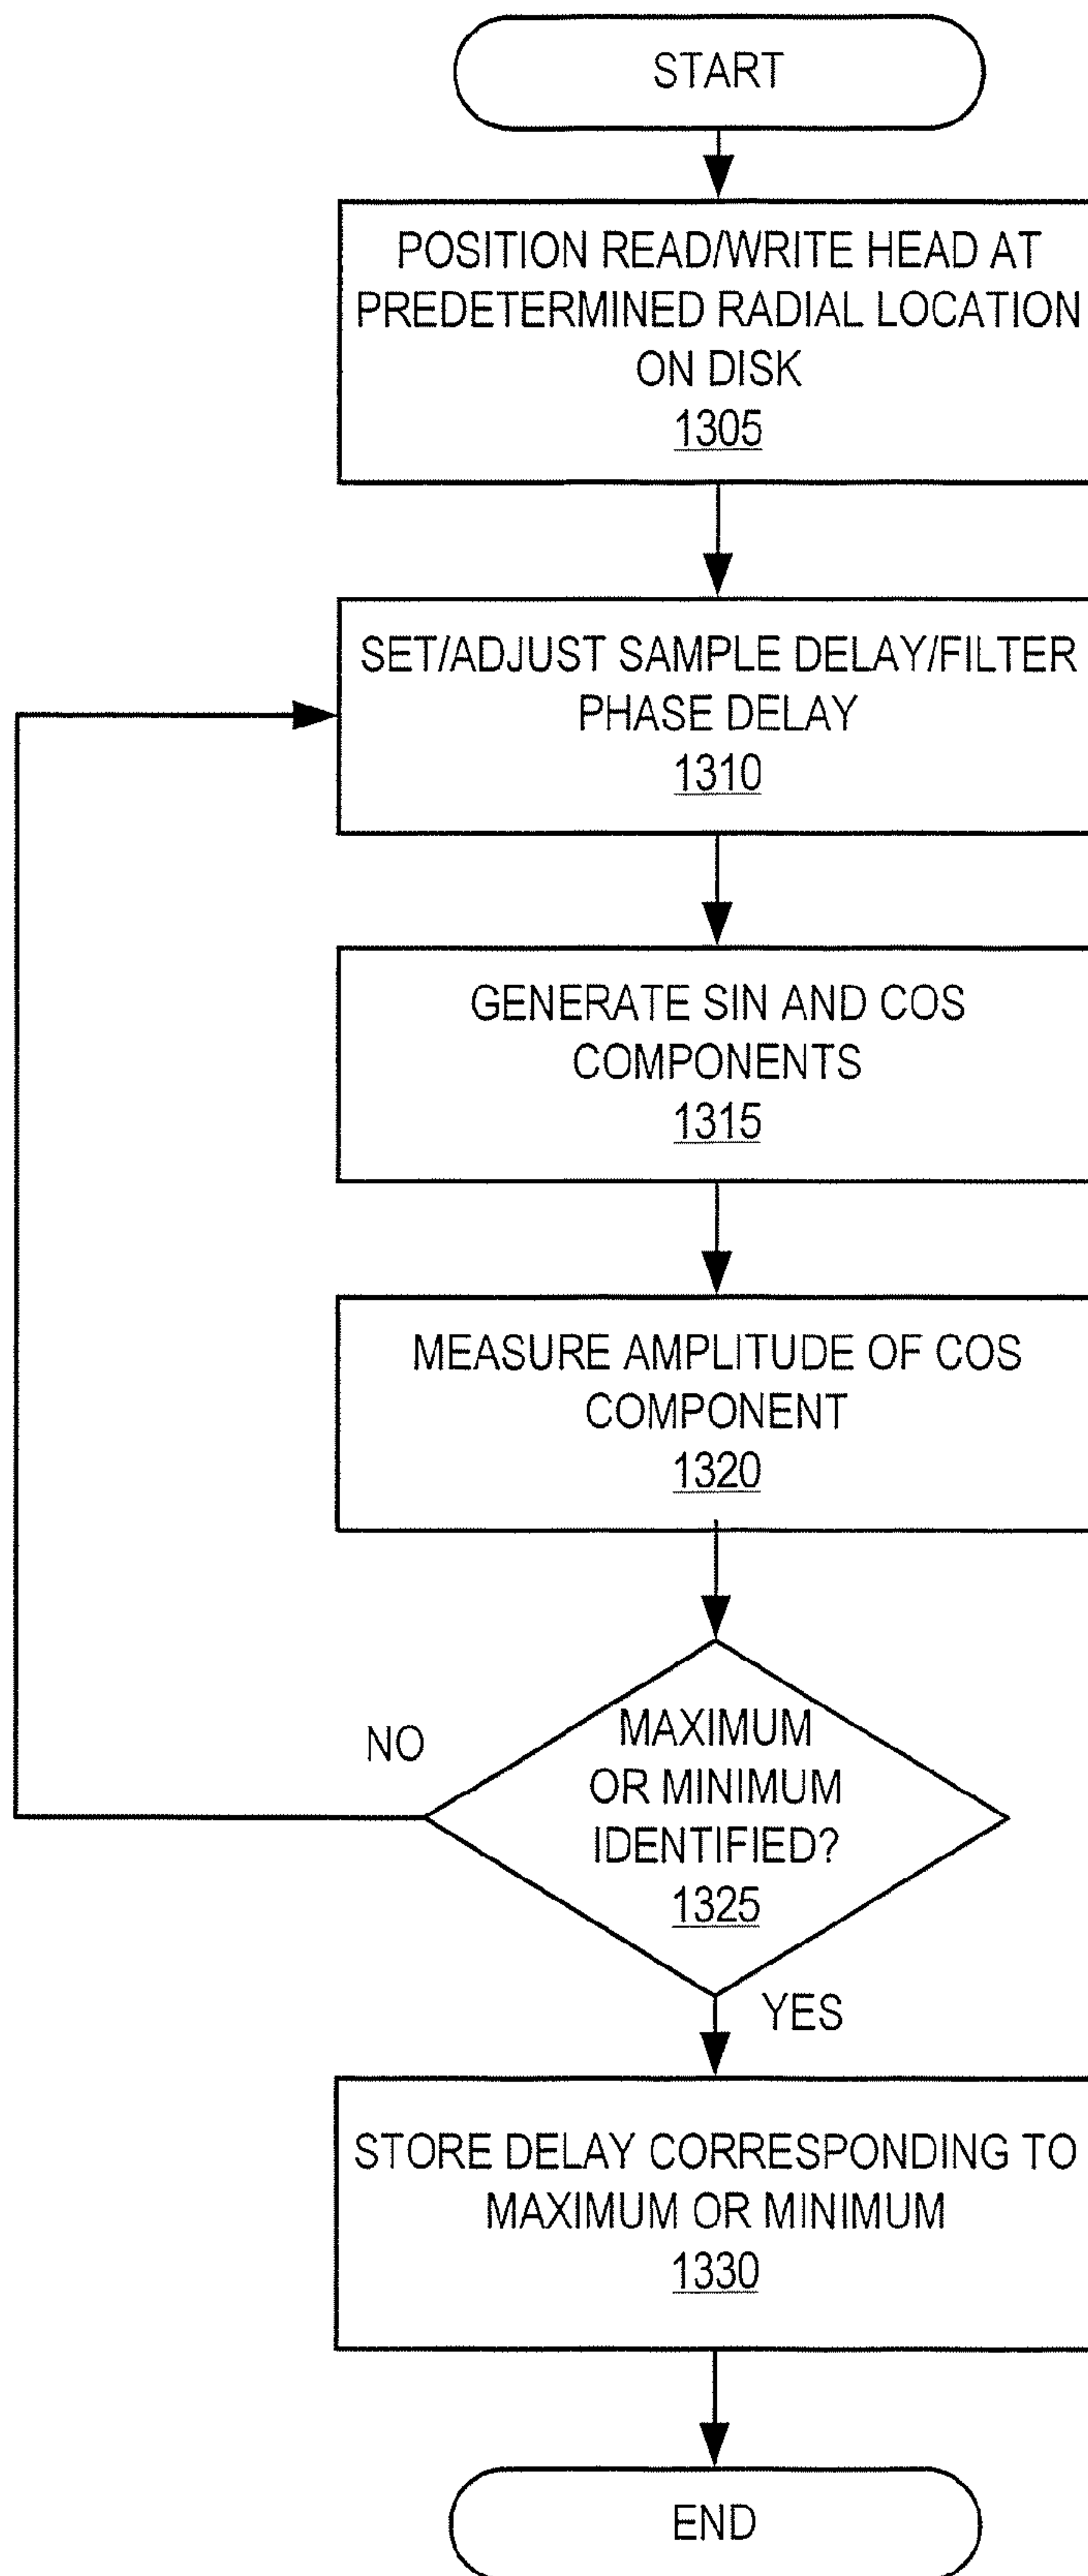 START
POSITION READ/WRITE HEAD AT
PREDETERMINED RADIAL LOCATION
ON DISK
1305
SET/ADJUST SAMPLE DELAY/FILTER
PHASE DELAY
1310
GENERATE SIN AND COS
COMPONENTS
1315
MEASURE AMPLITUDE OF COS
COMPONENT
1320
NO
MAXIMUM
OR MINIMUM
IDENTIFIED?
1325
YES
STORE DELAY CORRESPONDING TO
MAXIMUM OR MINIMUM
1330
END